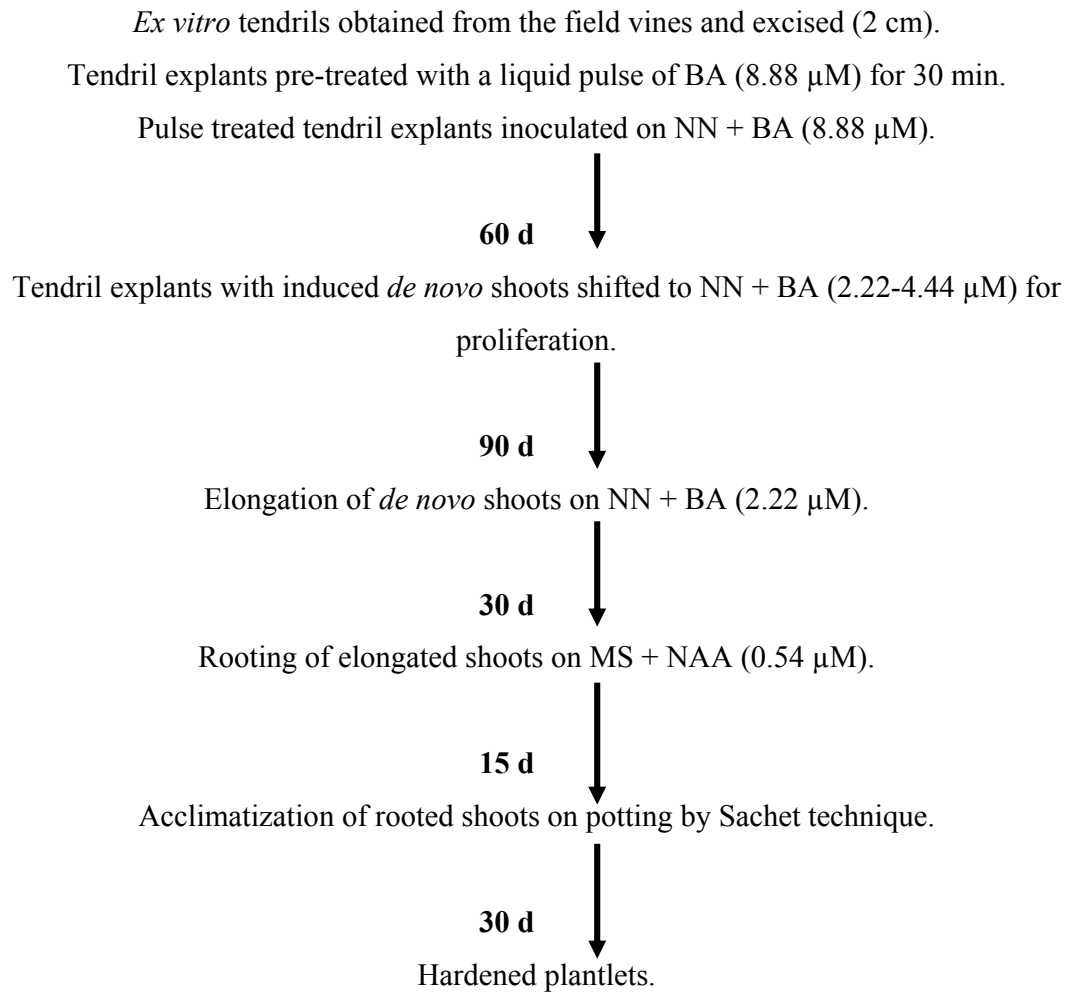 Ex vitro tendrils obtained from the field vines and excised (2 cm).
Tendril explants pre-treated with a liquid pulse of BA (8.88 µM) for 30 min.
Pulse treated tendril explants inoculated on NN + BA (8.88 µM).
60 d
Tendril explants with induced de novo shoots shifted to NN + BA (2.22-4.44 µM) for
proliferation.
90 d
Elongation of de novo shoots on NN + BA (2.22 µM).
30 d
Rooting of elongated shoots on MS + NAA (0.54 µM).
15 d
Acclimatization of rooted shoots on potting by Sachet technique.
30 d
Hardened plantlets.